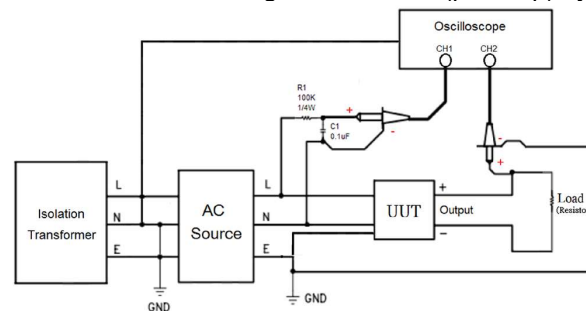 Oscilloscope
CH1
CH2
R1
100K
1/4W
+
-
C1
0.1uF
-
+
L
L
+
Isolation
Transformer
N
AC
Source
N
UUT
Output
Load
(Resisto
E
E
−
GND
GND